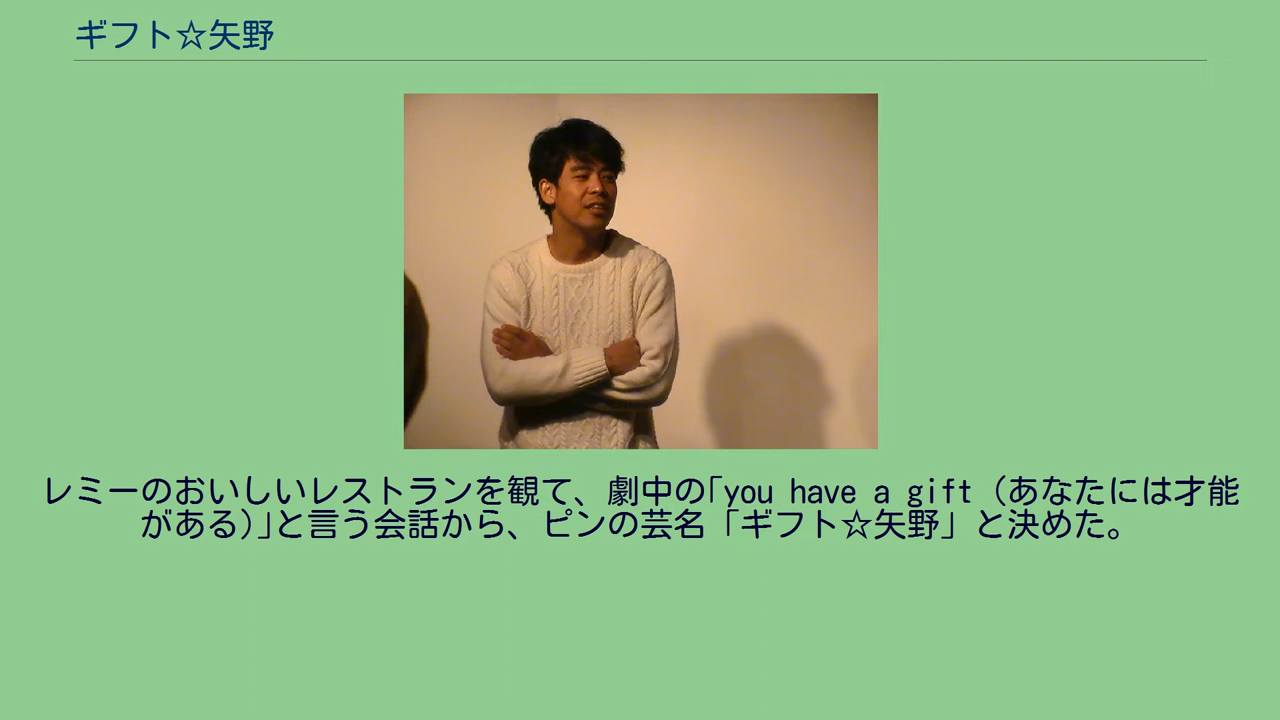 ギフト☆矢野
レミーのおいしいレストランを観て、劇中の｢you have a gift（あなたには才能
がある）｣と言う会話から、ピンの芸名「ギフト☆矢野」と決めた。